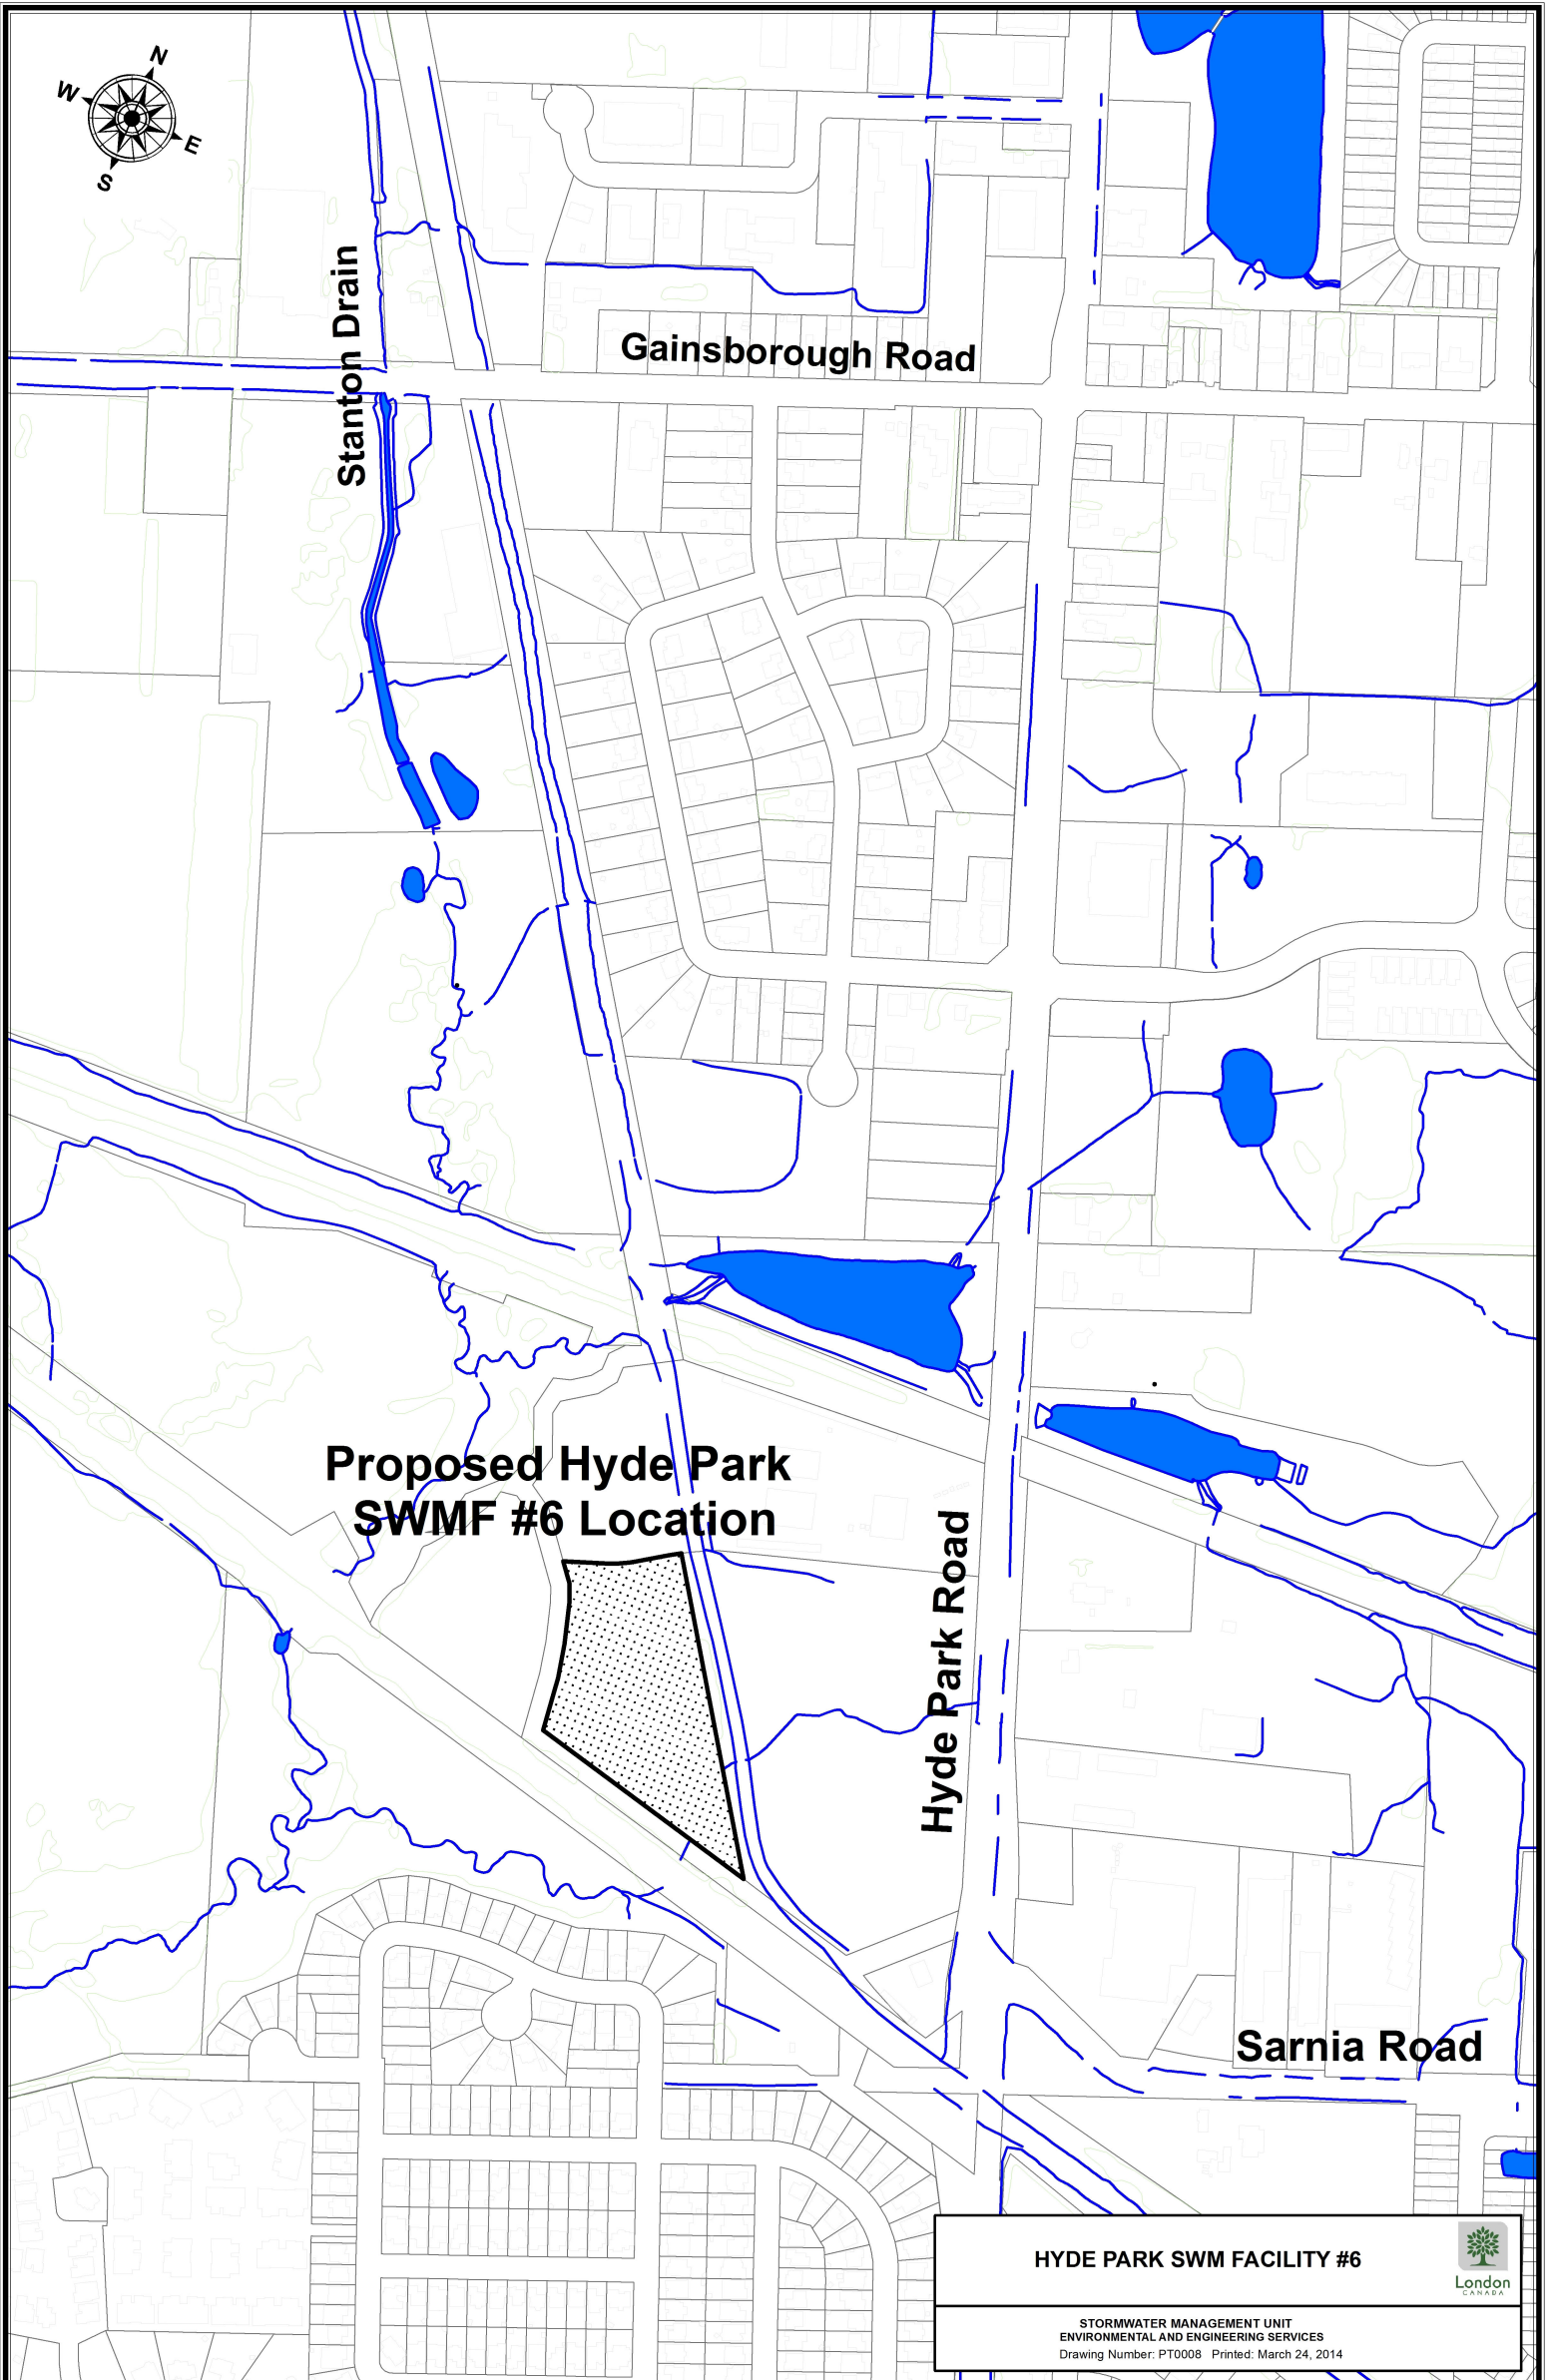 N
W
E
S
Stanton Drain
Gainsborough Road
Proposed Hyde Park
SWMF #6 Location
Hyde Park Road
Sarnia Road
HYDE PARK SWM FACILITY #6
London
CANADA
STORMWATER MANAGEMENT UNIT
ENVIRONMENTAL AND ENGINEERING SERVICES
Drawing Number: PT0008 Printed: March 24, 2014